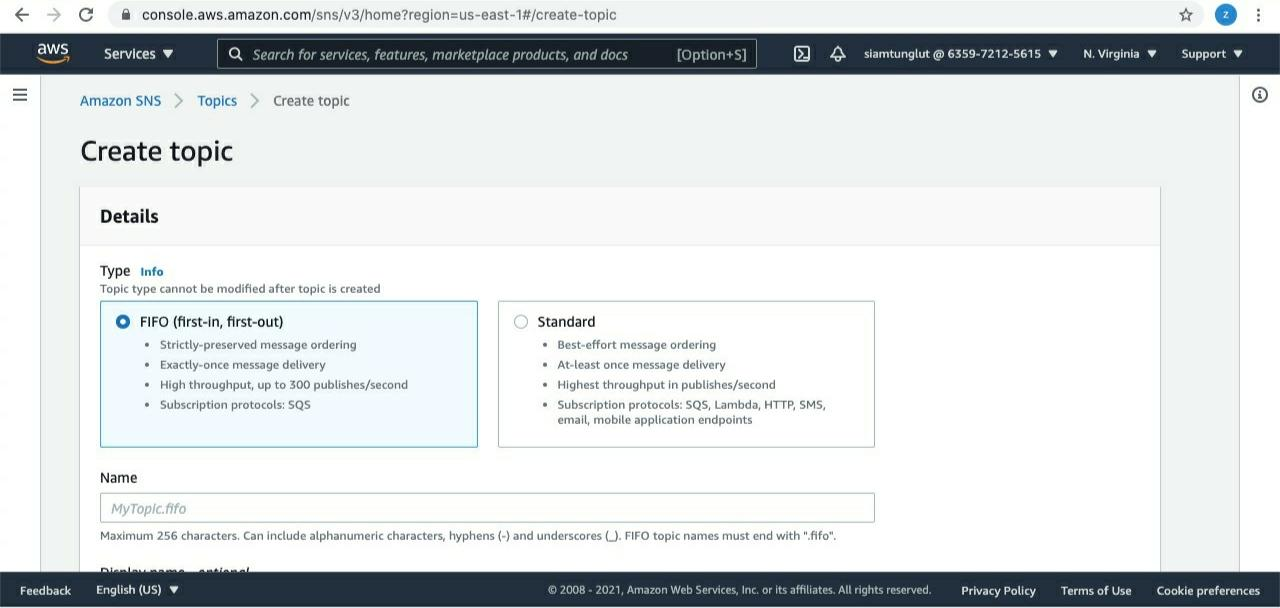 console.aws.amazon.com/sns/v3/home?region=us-east-1#/create-topic
Z
aws
Services
Search for services, features, marketplace products, and docs [Option+S]
siamtunglut @ 6359-7212-5615
N. Virginia
Support
Amazon SNS > Topics > Create topic
Create topic
Details
Type Info
Topic type cannot be modified after topic is created
FIFO (first-in, first-out)
• Strictly-preserved message ordering
• Exactly-once message delivery
• High throughput, up to 300 publishes/second
• Subscription protocols: SQS
Standard
• Best-effort message ordering
• At-least once message delivery
• Highest throughput in publishes/second
• Subscription protocols: SQS, Lambda, HTTP, SMS,
email, mobile application endpoints
Name
MyTopic.fifo
Maximum 256 characters. Can include alphanumeric characters, hyphens (-) and underscores (_). FIFO topic names must end with ".fifo".
Display name - optional
Feedback
English (US)
© 2008 - 2021, Amazon Web Services, Inc. or its affiliates. All rights reserved.
Privacy Policy
Terms of Use
Cookie preferences